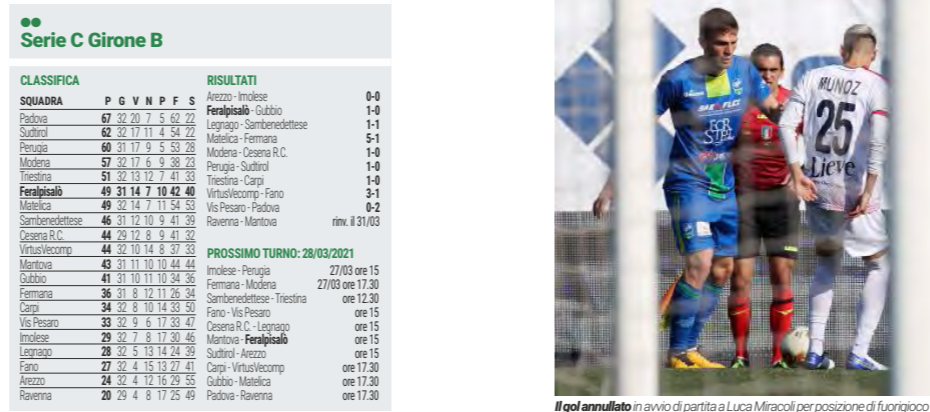 Serie C Girone B
CLASSIFICA
SQUADRA P G V N P F S
Padova 67 32 20 7 5 62 22
Sudtirol 62 32 17 11 4 54 22
Perugia 60 31 17 9 5 53 28
Modena 57 32 17 6 9 38 23
Triestina 51 32 13 12 7 41 33
Feralpisalò 49 31 14 7 10 42 40
Matelica 49 32 14 7 11 54 53
Sambenedettese 46 31 12 10 9 41 39
Cesena R.C. 44 29 12 8 9 41 32
VirtusVecomp 44 32 10 14 8 37 33
Mantova 43 31 11 10 10 44 44
Gubbio 41 31 10 11 10 34 36
Fermana 36 31 8 12 11 26 34
Carpi 34 32 8 10 14 33 50
Vis Pesaro 33 32 9 6 17 33 47
Imolese 29 32 7 8 17 30 46
Legnago 28 32 5 13 14 24 39
Fano 27 32 4 15 13 27 41
Arezzo 24 32 4 12 16 29 55
Ravenna 20 29 4 8 17 25 49
RISULTATI
Arezzo - Imolese 0-0
Feralpisalò - Gubbio 1-0
Legnago - Sambenedettese 1-1
Matelica - Fermana 5-1
Modena - Cesena R.C. 1-0
Perugia - Sudtirol 1-0
Triestina - Carpi 1-0
VirtusVecomp - Fano 3-1
Vis Pesaro - Padova 0-2
Ravenna - Mantova rinv. il 31/03
PROSSIMO TURNO: 28/03/2021
Imolese - Perugia 27/03 ore 15
Fermana - Modena 27/03 ore 17.30
Sambenedettese - Triestina ore 12.30
Fano - Vis Pesaro ore 15
Cesena R.C. - Legnago ore 15
Mantova - Feralpisalò ore 15
Sudtirol - Arezzo ore 15
Carpi - VirtusVecomp ore 17.30
Gubbio - Matelica ore 17.30
Padova - Ravenna ore 17.30
MUNOZ
25
Lieve
FOR
Il gol annullato in avvio di partita a Luca Miracoli per posizione di fuorigioco